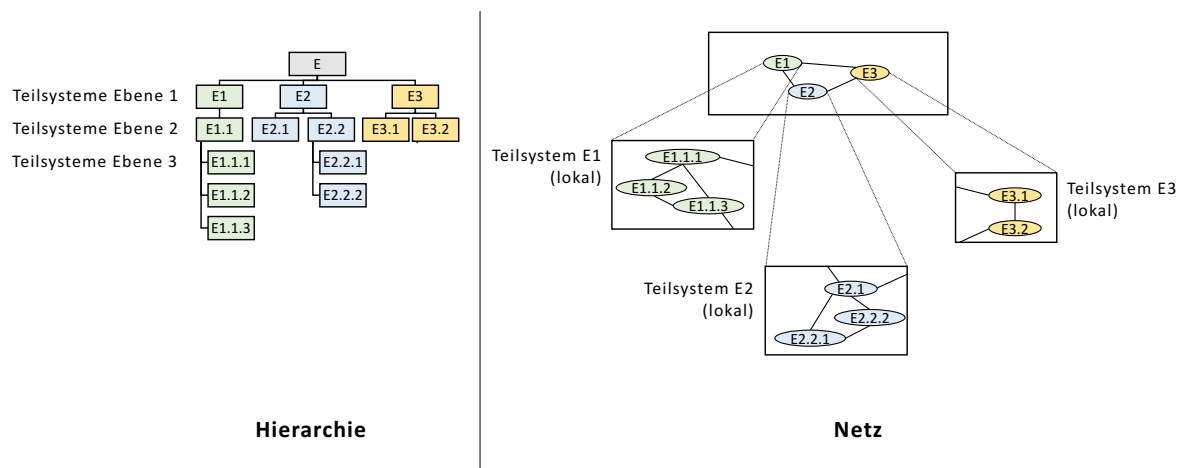 E
Teilsysteme Ebene 1
E1
E2
E3
Teilsysteme Ebene 2
E1.1
E2.1
E2.2
E3.1
E3.2
Teilsysteme Ebene 3
E1.1.1
E2.2.1
E1.1.2
E2.2.2
E1.1.3
Hierarchie
E1
E3
E2
Teilsystem E1
(lokal)
E1.1.1
E1.1.2
E1.1.3
Teilsystem E3
(lokal)
E3.1
E3.2
Teilsystem E2
(lokal)
E2.1
E2.2.2
E2.2.1
Netz